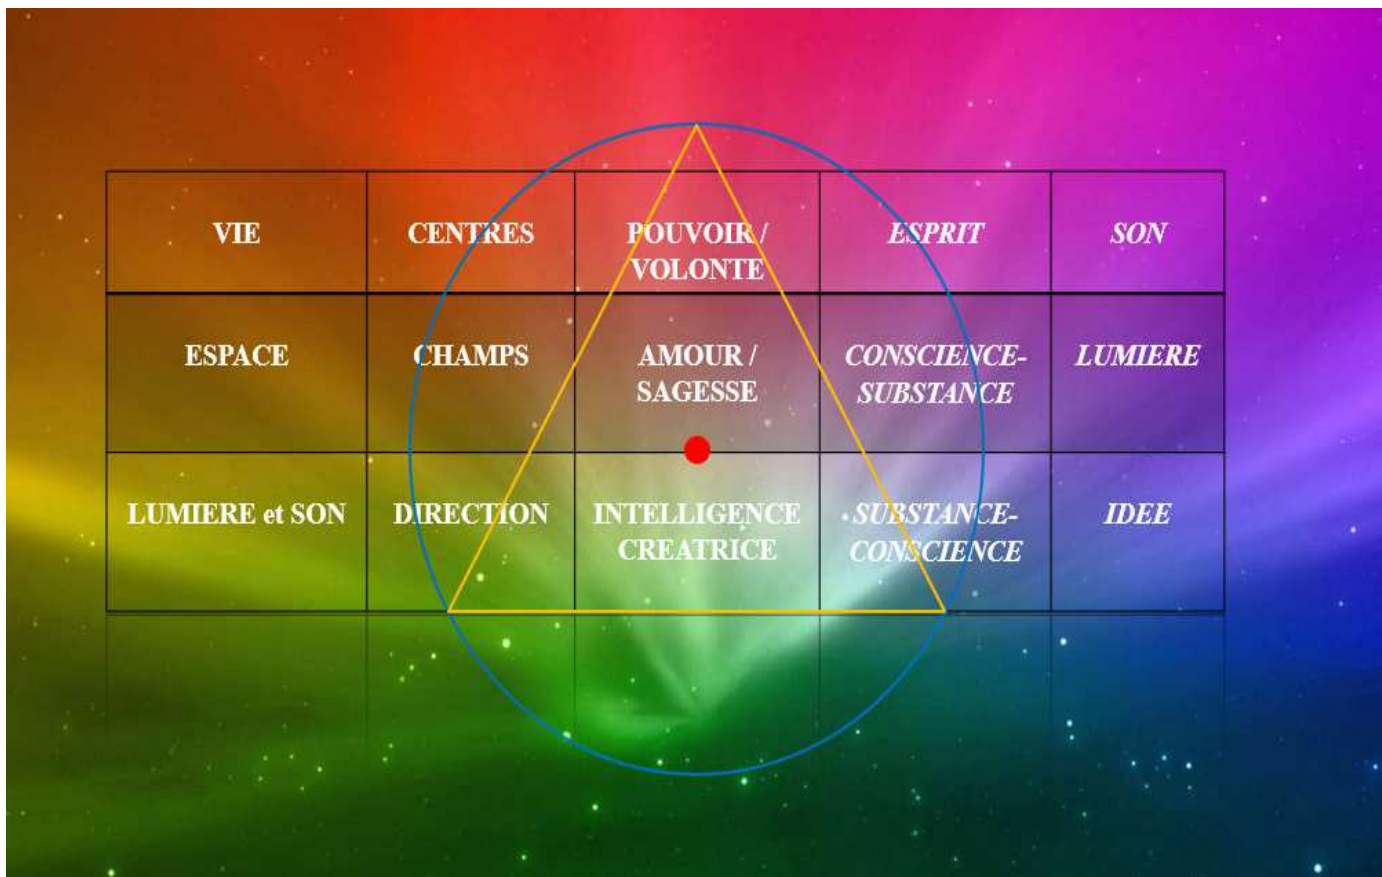 VIE
CENTRES
POUVOIR /
VOLONTE
ESPRIT
SON
ESPACE
CHAMPS
AMOUR /
SAGESSE
CONSCIENCE-
SUBSTANCE
LUMIERE
LUMIERE et SON
DIRECTION
INTELLIGENCE
CREATRICE
SUBSTANCE-
CONSCIENCE
IDEE